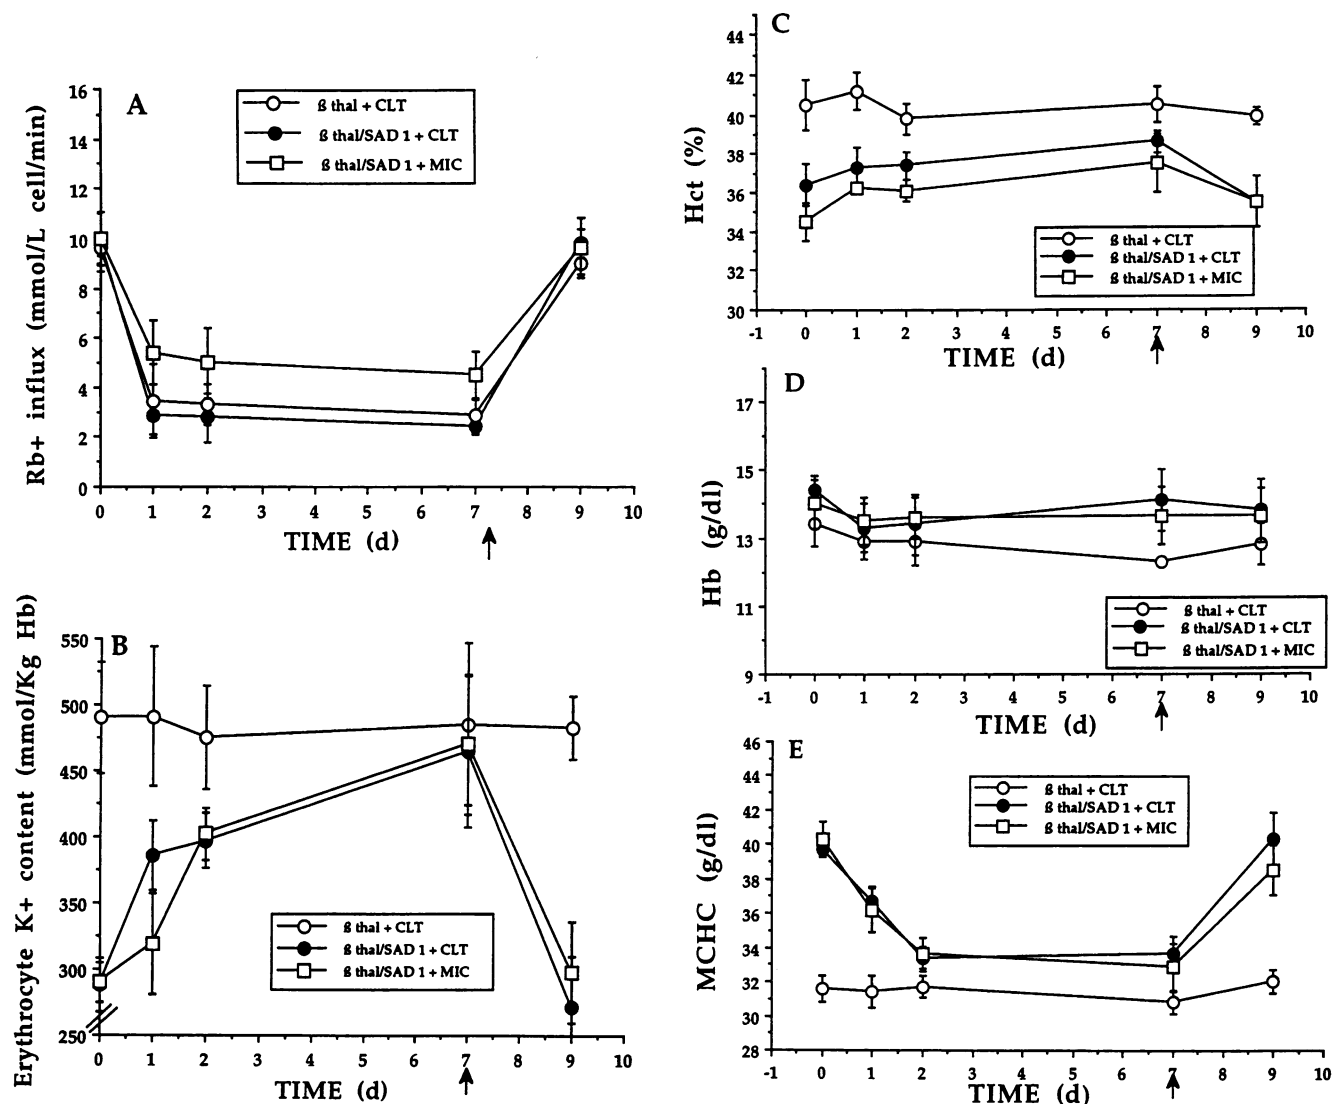 A
ß thal + CLT
ß thal/SAD 1 + CLT
ß thal/SAD 1 + MIC
Rb+ influx (mmol/L cell/min)
16
14
12
10
8
6
4
2
0
0 1 2 3 4 5 6 7 8 9 10
TIME (d)
B
Erythrocyte K+ content (mmol/Kg Hb)
550
500
450
400
350
300
250
ß thal + CLT
ß thal/SAD 1 + CLT
ß thal/SAD 1 + MIC
0 1 2 3 4 5 6 7 8 9 10
TIME (d)
C
Hct (%)
44
42
40
38
36
34
32
30
ß thal + CLT
ß thal/SAD 1 + CLT
ß thal/SAD 1 + MIC
-1 0 1 2 3 4 5 6 7 8 9 10
TIME (d)
D
Hb (g/dl)
17
15
13
11
9
ß thal + CLT
ß thal/SAD 1 + CLT
ß thal/SAD 1 + MIC
-1 0 1 2 3 4 5 6 7 8 9 10
TIME (d)
E
MCHC (g/dl)
46
44
42
40
38
36
34
32
30
28
ß thal + CLT
ß thal/SAD 1 + CLT
ß thal/SAD 1 + MIC
-1 0 1 2 3 4 5 6 7 8 9 10
TIME (d)